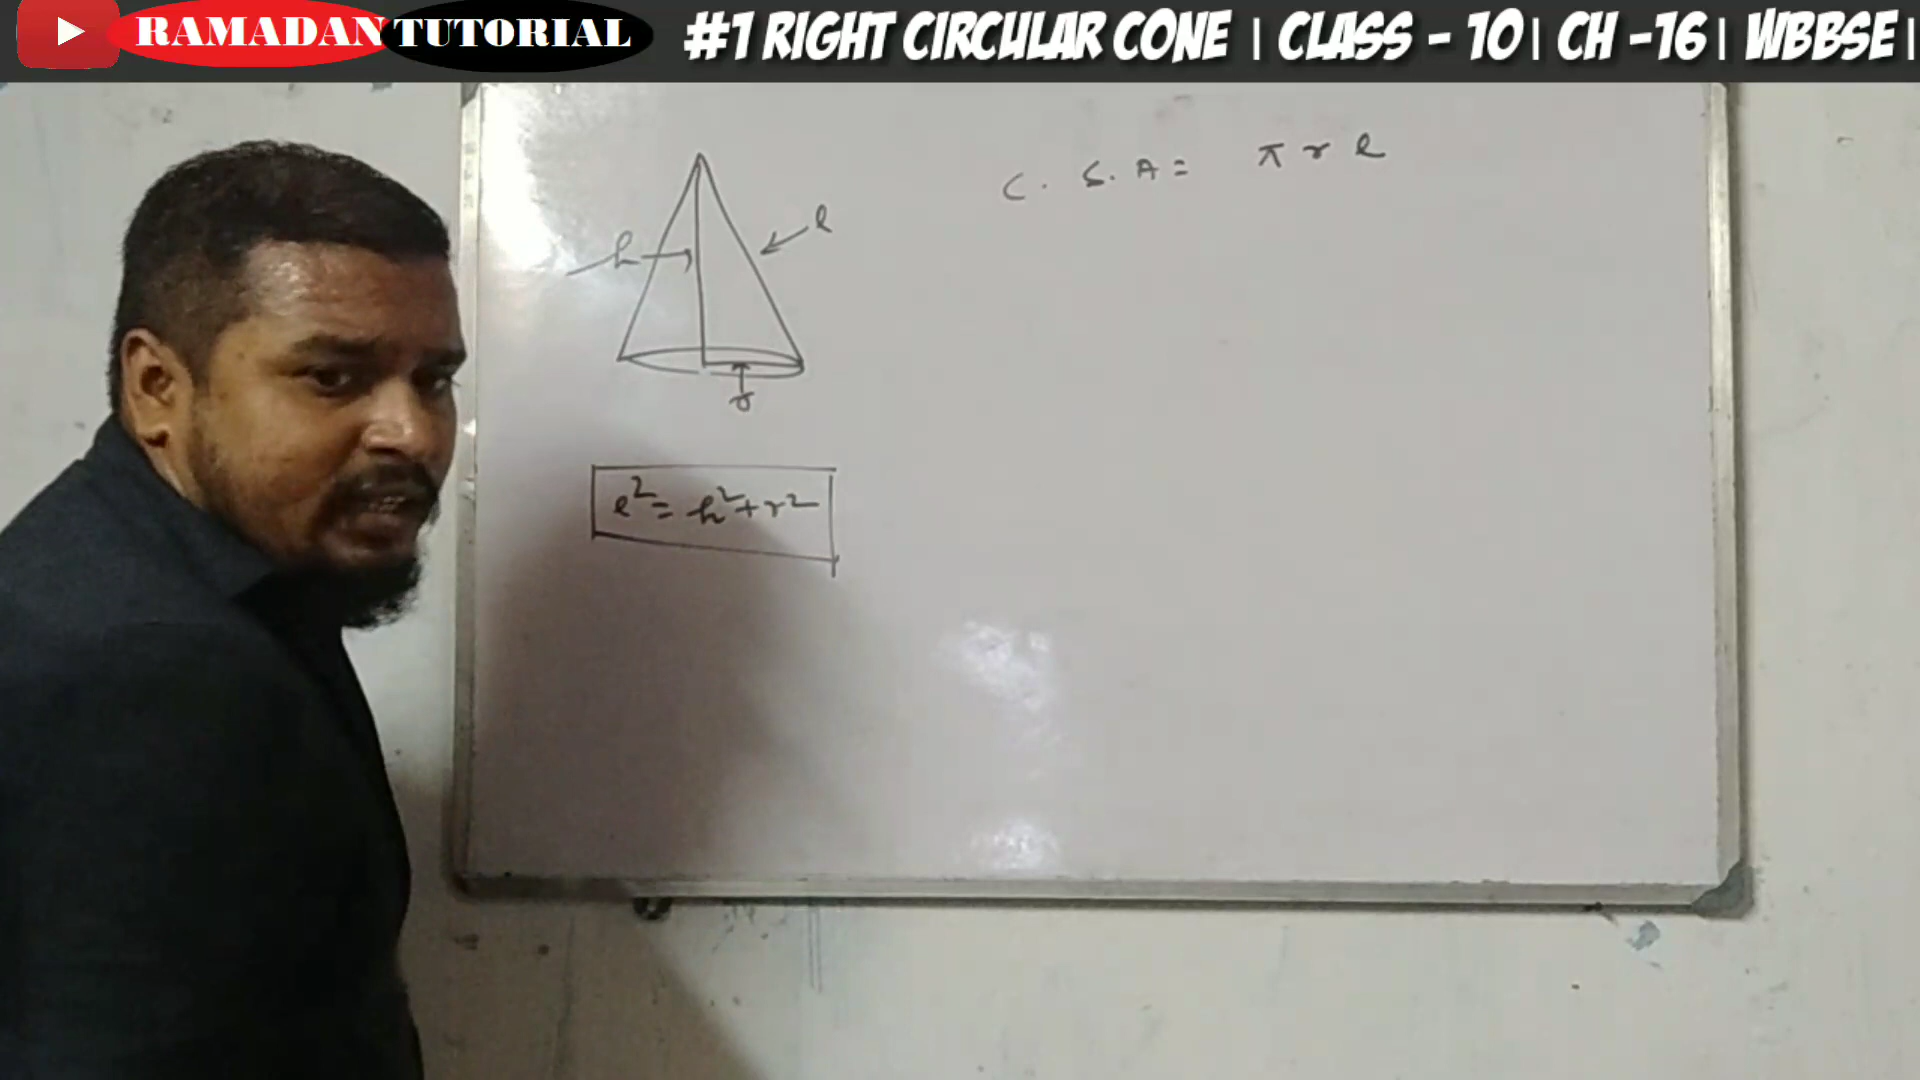 RAMADAN TUTORIAL
#1 RIGHT CIRCULAR CONE | CLASS - 10 | CH -16 | WBBSE |
C. S. A = π r l
l
h
r
l² = h² + r²